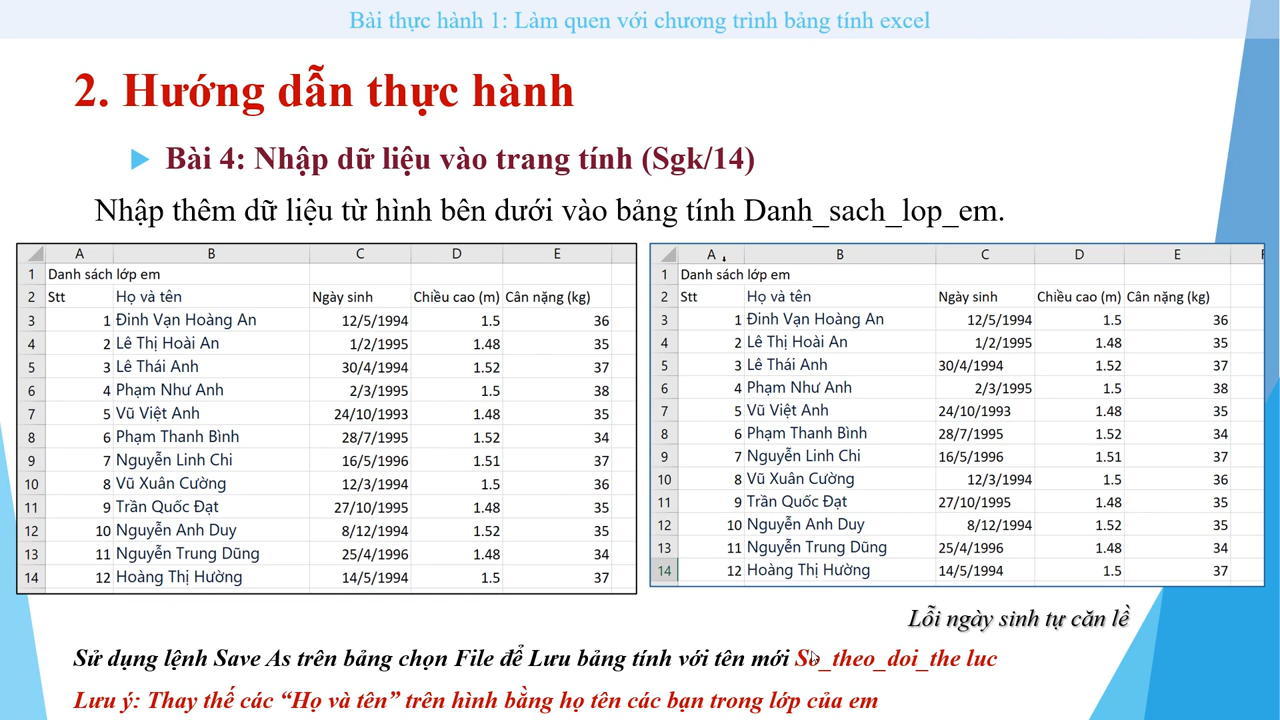 Bài thực hành 1: Làm quen với chương trình bảng tính excel
2. Hướng dẫn thực hành
Bài 4: Nhập dữ liệu vào trang tính (Sgk/14)
Nhập thêm dữ liệu từ hình bên dưới vào bảng tính Danh_sach_lop_em.
A B C D E
1 Danh sách lớp em
2 Stt Họ và tên Ngày sinh Chiều cao (m) Cân nặng (kg)
3 1 Đinh Vạn Hoàng An 12/5/1994 1.5 36
4 2 Lê Thị Hoài An 1/2/1995 1.48 35
5 3 Lê Thái Anh 30/4/1994 1.52 37
6 4 Phạm Như Anh 2/3/1995 1.5 38
7 5 Vũ Việt Anh 24/10/1993 1.48 35
8 6 Phạm Thanh Bình 28/7/1995 1.52 34
9 7 Nguyễn Linh Chi 16/5/1996 1.51 37
10 8 Vũ Xuân Cường 12/3/1994 1.5 36
11 9 Trần Quốc Đạt 27/10/1995 1.48 35
12 10 Nguyễn Anh Duy 8/12/1994 1.52 35
13 11 Nguyễn Trung Dũng 25/4/1996 1.48 34
14 12 Hoàng Thị Hường 14/5/1994 1.5 37
A B C D E
1 Danh sách lớp em
2 Stt Họ và tên Ngày sinh Chiều cao (m) Cân nặng (kg)
3 1 Đinh Vạn Hoàng An 12/5/1994 1.5 36
4 2 Lê Thị Hoài An 1/2/1995 1.48 35
5 3 Lê Thái Anh 30/4/1994 1.52 37
6 4 Phạm Như Anh 2/3/1995 1.5 38
7 5 Vũ Việt Anh 24/10/1993 1.48 35
8 6 Phạm Thanh Bình 28/7/1995 1.52 34
9 7 Nguyễn Linh Chi 16/5/1996 1.51 37
10 8 Vũ Xuân Cường 12/3/1994 1.5 36
11 9 Trần Quốc Đạt 27/10/1995 1.48 35
12 10 Nguyễn Anh Duy 8/12/1994 1.52 35
13 11 Nguyễn Trung Dũng 25/4/1996 1.48 34
14 12 Hoàng Thị Hường 14/5/1994 1.5 37
Lỗi ngày sinh tự căn lề
Sử dụng lệnh Save As trên bảng chọn File để Lưu bảng tính với tên mới So_theo_doi_the luc
Lưu ý: Thay thế các “Họ và tên” trên hình bằng họ tên các bạn trong lớp của em